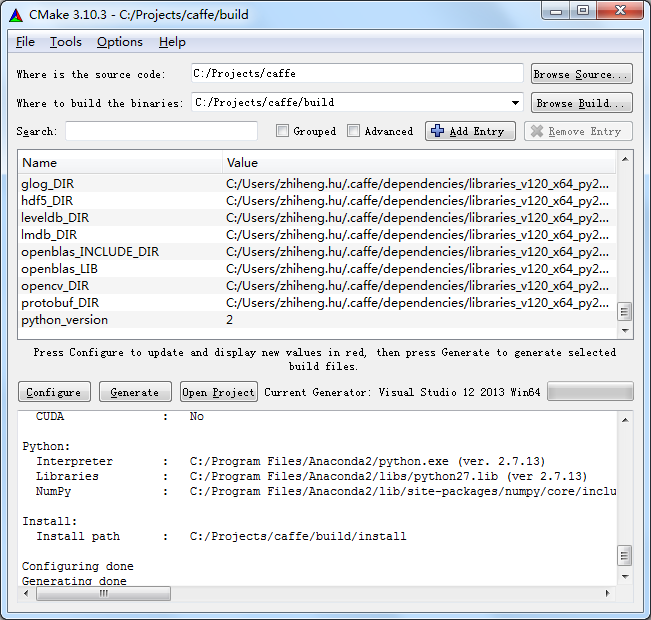 CMake 3.10.3 - C:/Projects/caffe/build
File Tools Options Help
Where is the source code: C:/Projects/caffe Browse Source...
Where to build the binaries: C:/Projects/caffe/build Browse Build...
Search: Grouped Advanced Add Entry Remove Entry
Name Value
glog_DIR C:/Users/zhiheng.hu/.caffe/dependencies/libraries_v120_x64_py2...
hdf5_DIR C:/Users/zhiheng.hu/.caffe/dependencies/libraries_v120_x64_py2...
leveldb_DIR C:/Users/zhiheng.hu/.caffe/dependencies/libraries_v120_x64_py2...
lmdb_DIR C:/Users/zhiheng.hu/.caffe/dependencies/libraries_v120_x64_py2...
openblas_INCLUDE_DIR C:/Users/zhiheng.hu/.caffe/dependencies/libraries_v120_x64_py2...
openblas_LIB C:/Users/zhiheng.hu/.caffe/dependencies/libraries_v120_x64_py2...
opencv_DIR C:/Users/zhiheng.hu/.caffe/dependencies/libraries_v120_x64_py2...
protobuf_DIR C:/Users/zhiheng.hu/.caffe/dependencies/libraries_v120_x64_py2...
python_version 2
Press Configure to update and display new values in red, then press Generate to generate selected
build files.
Configure Generate Open Project Current Generator: Visual Studio 12 2013 Win64
CUDA : No
Python:
Interpreter : C:/Program Files/Anaconda2/python.exe (ver. 2.7.13)
Libraries : C:/Program Files/Anaconda2/libs/python27.lib (ver 2.7.13)
NumPy : C:/Program Files/Anaconda2/lib/site-packages/numpy/core/inclu
Install:
Install path : C:/Projects/caffe/build/install
Configuring done
Generating done